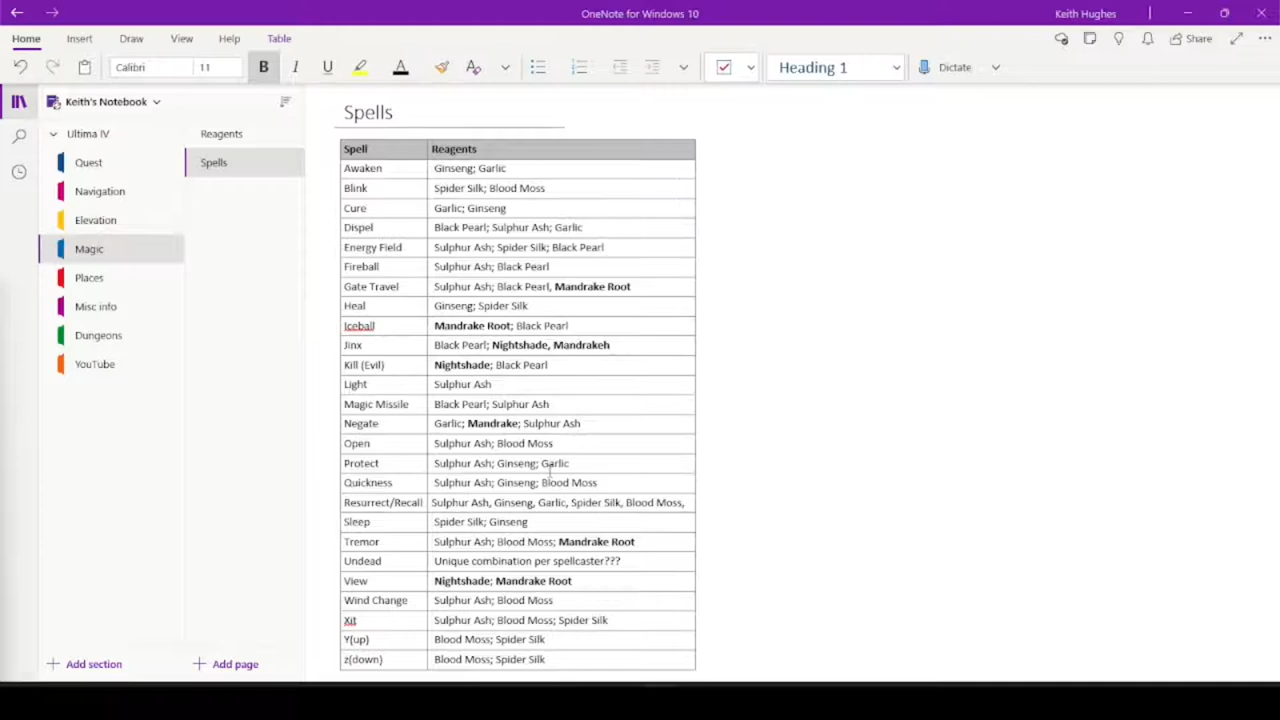 OneNote for Windows 10
Keith Hughes
Home Insert Draw View Help Table
Share
Calibri 11 B I U A A Heading 1 Dictate
Keith's Notebook
Ultima IV
Quest
Navigation
Elevation
Magic
Places
Misc info
Dungeons
YouTube
Add section
Reagents
Spells
Add page
Spells
Spell Reagents
Awaken Ginseng; Garlic
Blink Spider Silk; Blood Moss
Cure Garlic; Ginseng
Dispel Black Pearl; Sulphur Ash; Garlic
Energy Field Sulphur Ash; Spider Silk; Black Pearl
Fireball Sulphur Ash; Black Pearl
Gate Travel Sulphur Ash; Black Pearl, Mandrake Root
Heal Ginseng; Spider Silk
Iceball Mandrake Root; Black Pearl
Jinx Black Pearl; Nightshade, Mandrakeh
Kill (Evil) Nightshade; Black Pearl
Light Sulphur Ash
Magic Missile Black Pearl; Sulphur Ash
Negate Garlic; Mandrake; Sulphur Ash
Open Sulphur Ash; Blood Moss
Protect Sulphur Ash; Ginseng; Garlic
Quickness Sulphur Ash; Ginseng; Blood Moss
Resurrect/Recall Sulphur Ash, Ginseng, Garlic, Spider Silk, Blood Moss,
Sleep Spider Silk; Ginseng
Tremor Sulphur Ash; Blood Moss; Mandrake Root
Undead Unique combination per spellcaster???
View Nightshade; Mandrake Root
Wind Change Sulphur Ash; Blood Moss
Xit Sulphur Ash; Blood Moss; Spider Silk
Y(up) Blood Moss; Spider Silk
z(down) Blood Moss; Spider Silk